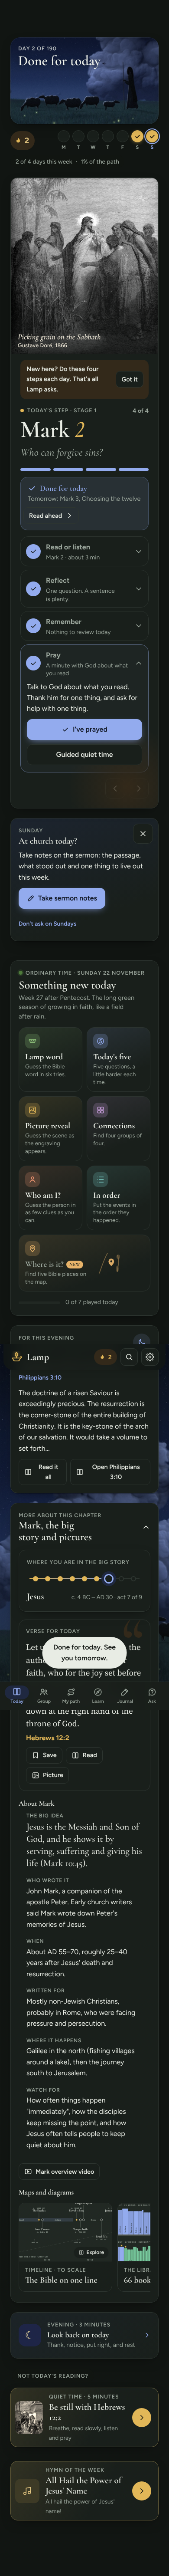 DAY 2 OF 190
Done for today
2
M T W T F S S
2 of 4 days this week · 1% of the path
Picking grain on the Sabbath
Gustave Doré, 1866
New here? Do these four
steps each day. That's all
Lamp asks.
Got it
TODAY'S STEP · STAGE 1
4 of 4
Mark 2
Who can forgive sins?
Done for today
Tomorrow: Mark 3, Choosing the twelve
Read ahead
Read or listen
Mark 2 · about 3 min
Reflect
One question. A sentence
is plenty.
Remember
Nothing to review today
Pray
A minute with God about what
you read
Talk to God about what you read.
Thank him for one thing, and ask for
help with one thing.
I've prayed
Guided quiet time
SUNDAY
At church today?
Take notes on the sermon: the passage,
what stood out and one thing to live out
this week.
Take sermon notes
Don't ask on Sundays
ORDINARY TIME · SUNDAY 22 NOVEMBER
Something new today
Week 27 after Pentecost. The long green
season of growing in faith, like a field
after rain.
Lamp word
Guess the Bible
word in six tries.
Today's five
Five questions, a
little harder each
time.
Picture reveal
Guess the scene as
the engraving
appears.
Connections
Find four groups of
four.
Who am I?
Guess the person in
as few clues as you
can.
In order
Put the events in
the order they
happened.
Where is it? NEW
Find five Bible places on
the map.
0 of 7 played today
FOR THIS EVENING
Lamp
2
Philippians 3:10
The doctrine of a risen Saviour is
exceedingly precious. The resurrection is
the corner-stone of the entire building of
Christianity. It is the key-stone of the arch
of our salvation. It would take a volume to
set forth...
Read it
all
Open Philippians
3:10
MORE ABOUT THIS CHAPTER
Mark, the big
story and pictures
WHERE YOU ARE IN THE BIG STORY
Jesus
c. 4 BC – AD 30 · act 7 of 9
VERSE FOR TODAY
Let us
the
Done for today. See
you tomorrow.
faith, who for the joy set before
Today
Group
My path
Learn
Journal
Ask
down at the right hand of the
throne of God.
Hebrews 12:2
Save
Read
Picture
About Mark
THE BIG IDEA
Jesus is the Messiah and Son of
God, and he shows it by
serving, suffering and giving his
life (Mark 10:45).
WHO WROTE IT
John Mark, a companion of the
apostle Peter. Early church writers
said Mark wrote down Peter's
memories of Jesus.
WHEN
About AD 55–70, roughly 25–40
years after Jesus' death and
resurrection.
WRITTEN FOR
Mostly non-Jewish Christians,
probably in Rome, who were facing
pressure and persecution.
WHERE IT HAPPENS
Galilee in the north (fishing villages
around a lake), then the journey
south to Jerusalem.
WATCH FOR
How often things happen
"immediately", how the disciples
keep missing the point, and how
Jesus often tells people to keep
quiet about him.
Mark overview video
Maps and diagrams
Explore
TIMELINE · TO SCALE
The Bible on one line
THE LIBR
66 book
EVENING · 3 MINUTES
Look back on today
Thank, notice, put right, and rest
NOT TODAY'S READING?
QUIET TIME · 5 MINUTES
Be still with Hebrews
12:2
Breathe, read slowly, listen
and pray
HYMN OF THE WEEK
All Hail the Power of
Jesus' Name
All hail the power of Jesus'
name!